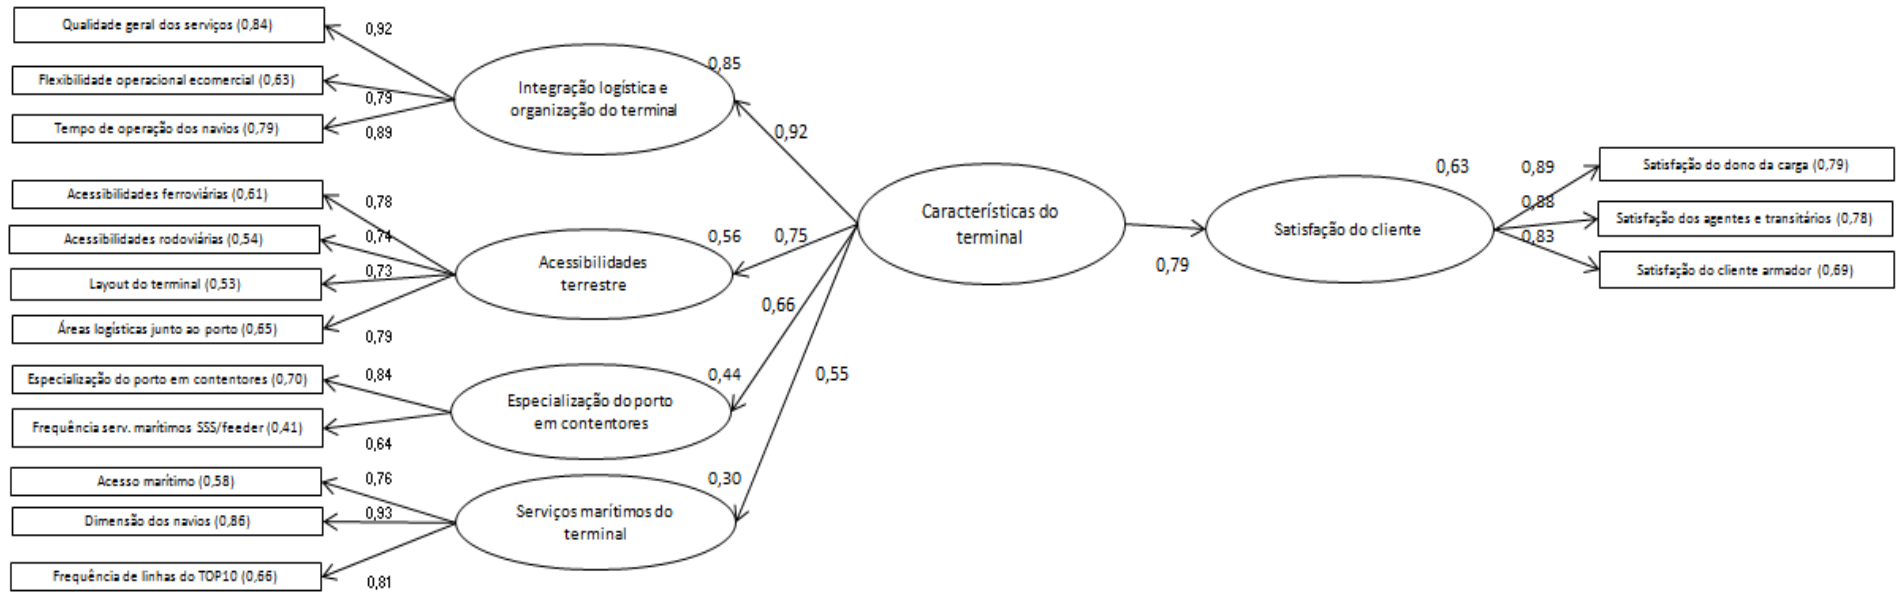 Qualidade geral dos serviços (0,84)
0,92
Flexibilidade operacional ecomercial (0,63)
0,79
Tempo de operação dos navios (0,79)
0,89
Integração logística e
organização do terminal
0,85
0,92
Acessibilidades ferroviárias (0,61)
0,78
Acessibilidades rodoviárias (0,54)
0,74
Layout do terminal (0,53)
0,73
Áreas logísticas junto ao porto (0,65)
0,79
Acessibilidades
terrestre
0,56
0,75
Especialização do porto em contentores (0,70)
0,84
Frequência serv. marítimos SSS/feeder (0,41)
0,64
Especialização do porto
em contentores
0,44
0,66
Acesso marítimo (0,58)
0,76
Dimensão dos navios (0,86)
0,93
Frequência de linhas do TOP10 (0,66)
0,81
Serviços marítimos do
terminal
0,30
0,55
Características do
terminal
0,79
Satisfação do cliente
0,63
0,89
Satisfação do dono da carga (0,79)
0,88
Satisfação dos agentes e transitários (0,78)
0,83
Satisfação do cliente armador (0,69)